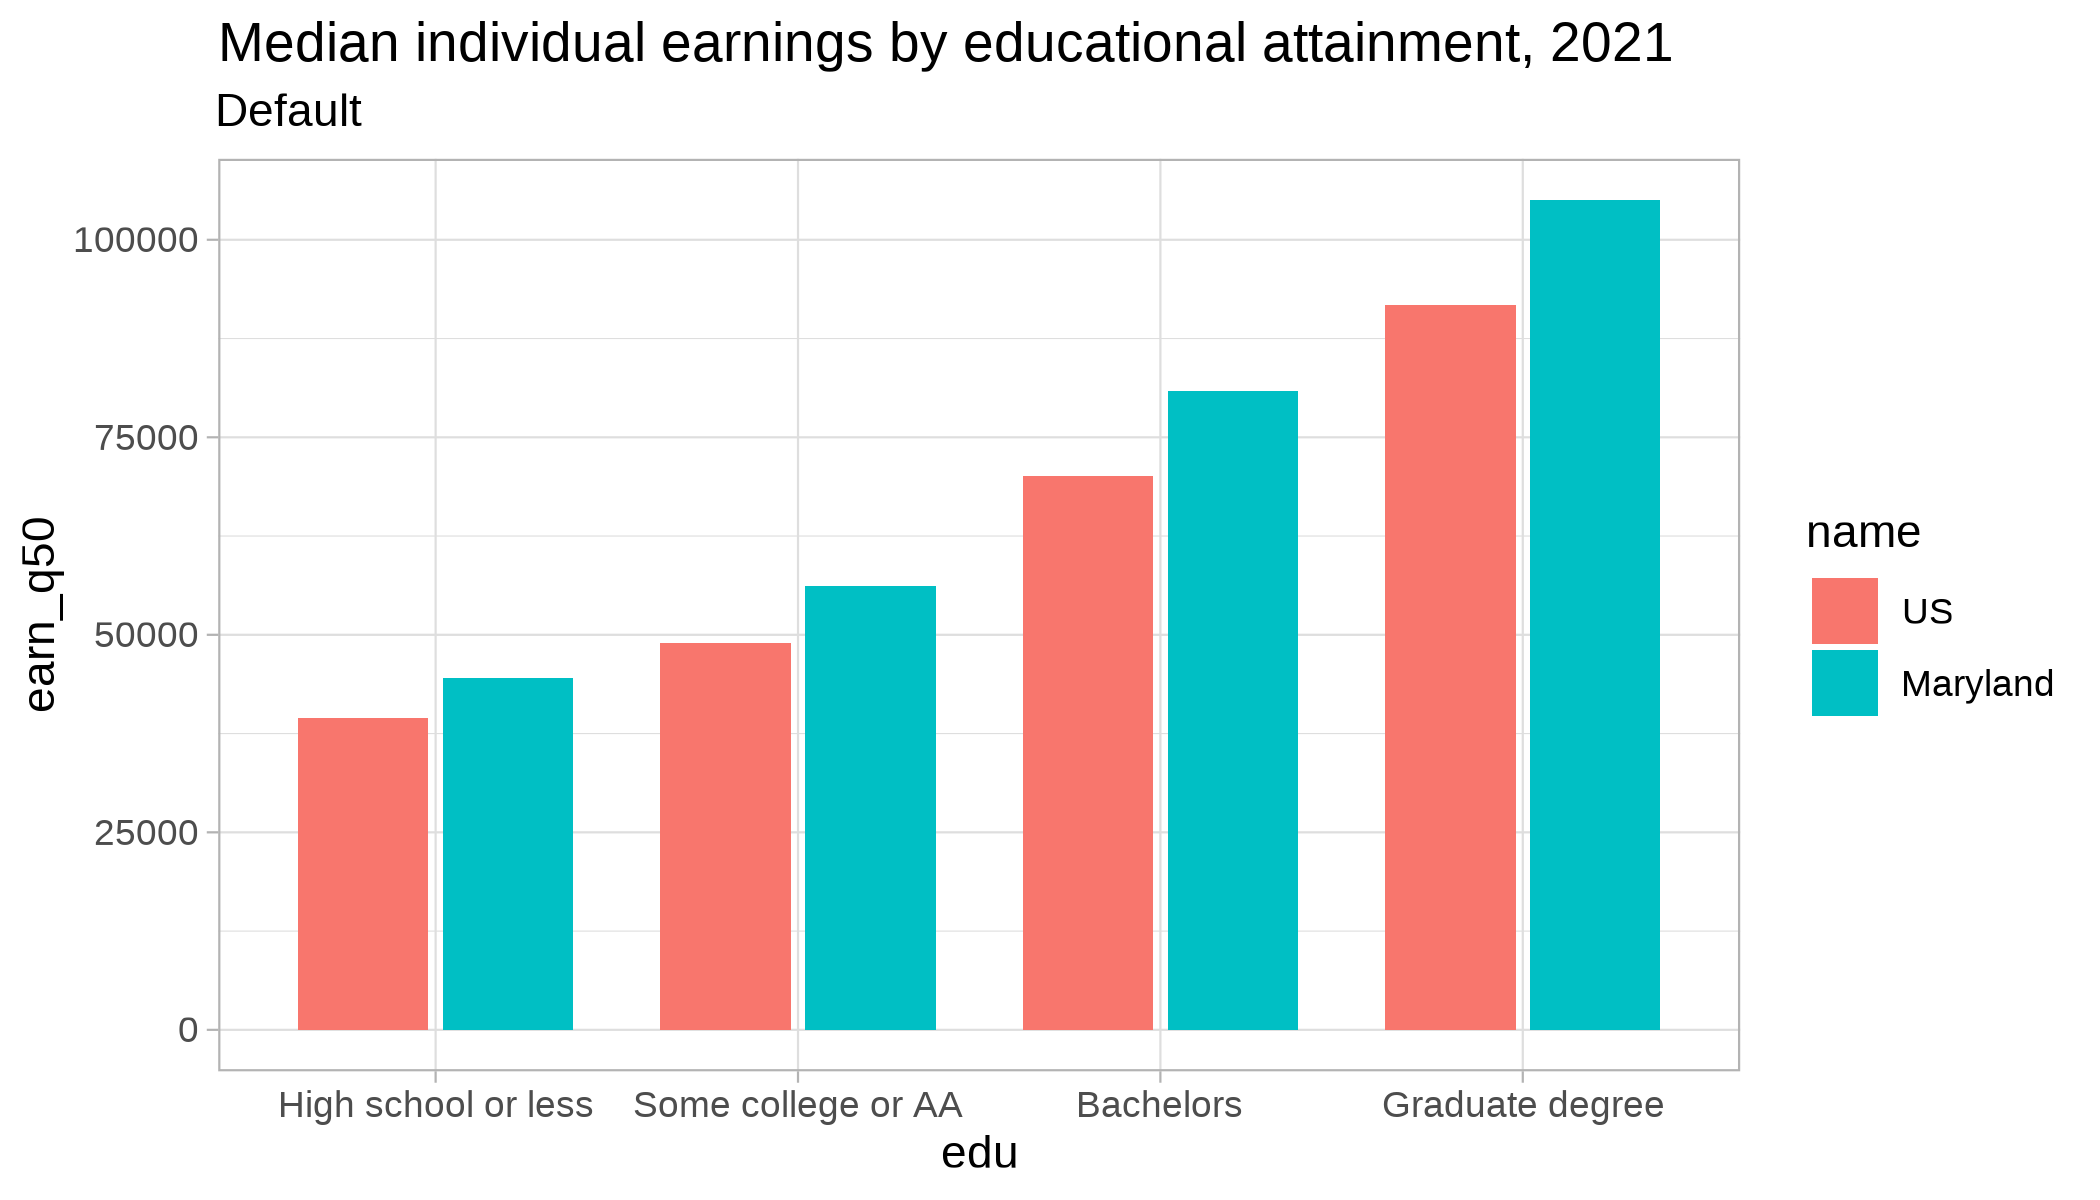 Median individual earnings by educational attainment, 2021
Default
earn_q50
100000
75000
50000
25000
0
High school or less
Some college or AA
Bachelors
Graduate degree
edu
name
US
Maryland